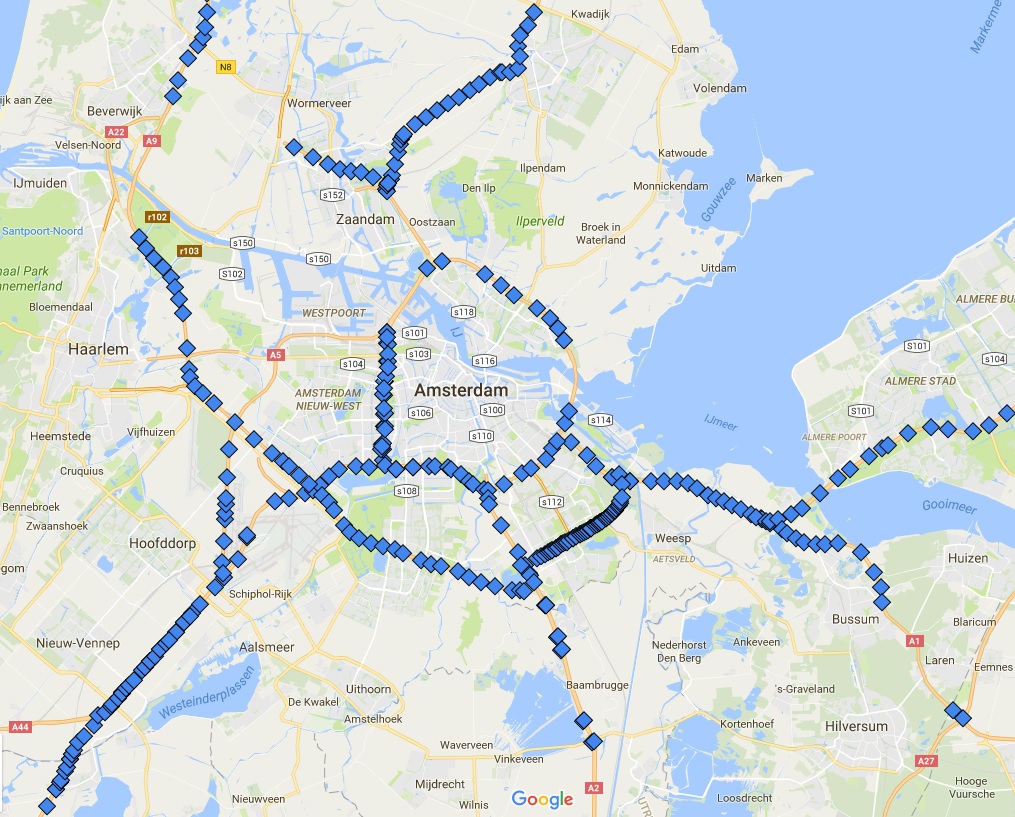 Kwadijk
Markerme
Edam
N8
Volendam
ijk aan Zee
Wormerveer
Beverwijk
A22
A9
Velsen-Noord
Katwoude
Ilpendam
Marken
IJmuiden
Den Ilp
Monnickendam
s152
Gouwzee
r102
Zaandam
Oostzaan
Ilperveld
Santpoort-Noord
Broek in
Waterland
s150
r103
s150
Uitdam
naal Park
nnemerland
S102
ALMERE BU
Bloemendaal
WESTPOORT
s118
IJ
s101
S101
Haarlem
A5
s103
s104
s116
s104
ALMERE STAD
AMSTERDAM
NIEUW-WEST
Amsterdam
s106
s100
S101
s114
IJmeer
Heemstede
Vijfhuizen
s110
ALMERE POORT
Cruquius
s108
s112
Bennebroek
Gooimeer
Zwaanshoek
Weesp
Hoofddorp
AETSVELD
Huizen
gom
Schiphol-Rijk
Bussum
Blaricum
Nieuw-Vennep
Nederhorst
Den Berg
Ankeveen
A1
Aalsmeer
Laren
Eemnes
Westeinderplassen
Uithoorn
Baambrugge
's-Graveland
De Kwakel
Amstelhoek
Kortenhoef
Hilversum
A44
Waverveen
Vinkeveen
A27
Mijdrecht
A2
Hooge
Vuursche
Nieuwveen
Google
Wilnis
UTR
Loosdrecht